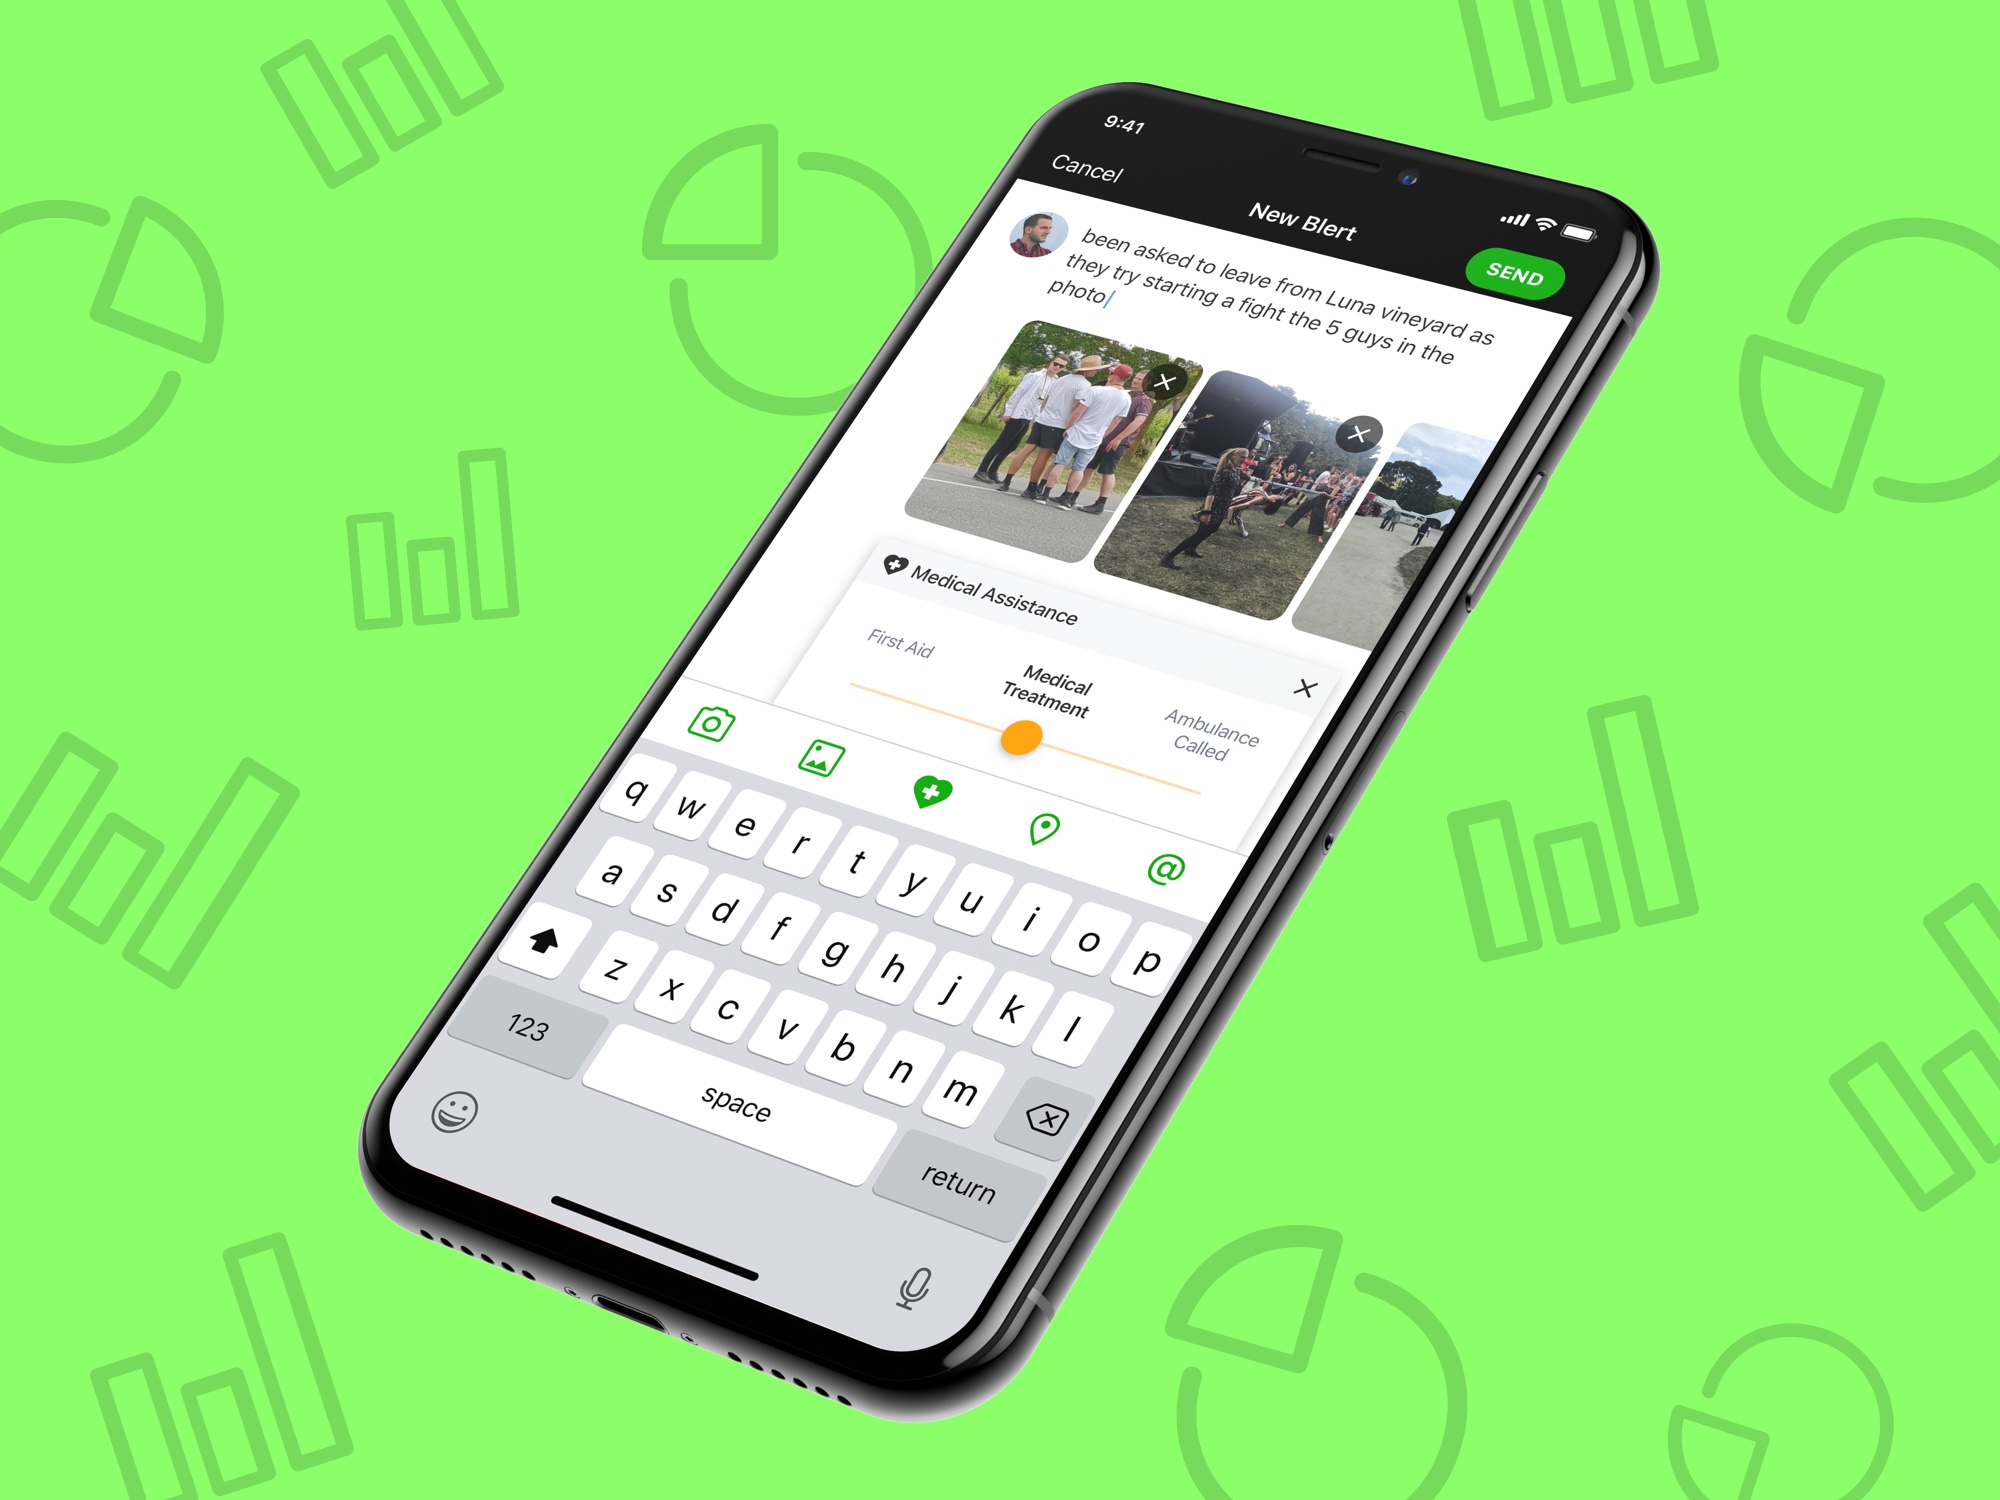 9:41
Cancel
New Blert
SEND
been asked to leave from Luna vineyard as
they try starting a fight the 5 guys in the
photo
Medical Assistance
First Aid
Medical
Treatment
Ambulance
Called
@
q w e r t y u i o p
a s d f g h j k l
z x c v b n m
123
space
return